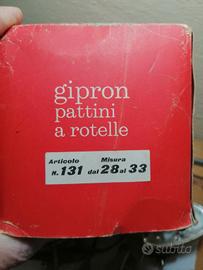 gipron
pattini
a rotelle
Articolo Misura
N. 131 dal 28 al 33
subito